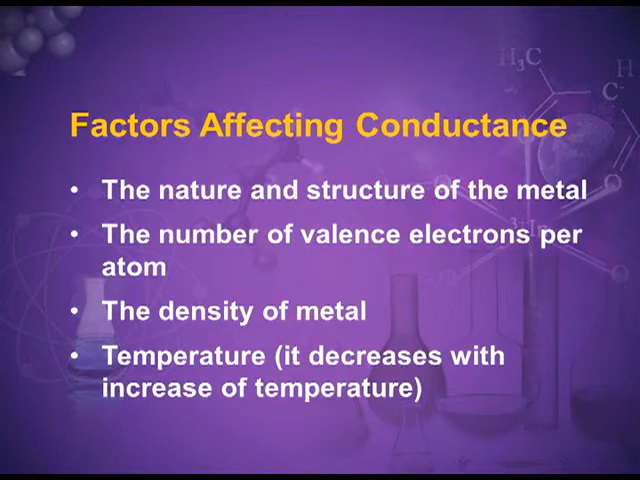 H₃C
C
H
Factors Affecting Conductance
• The nature and structure of the metal
• The number of valence electrons per
atom
• The density of metal
• Temperature (it decreases with
increase of temperature)